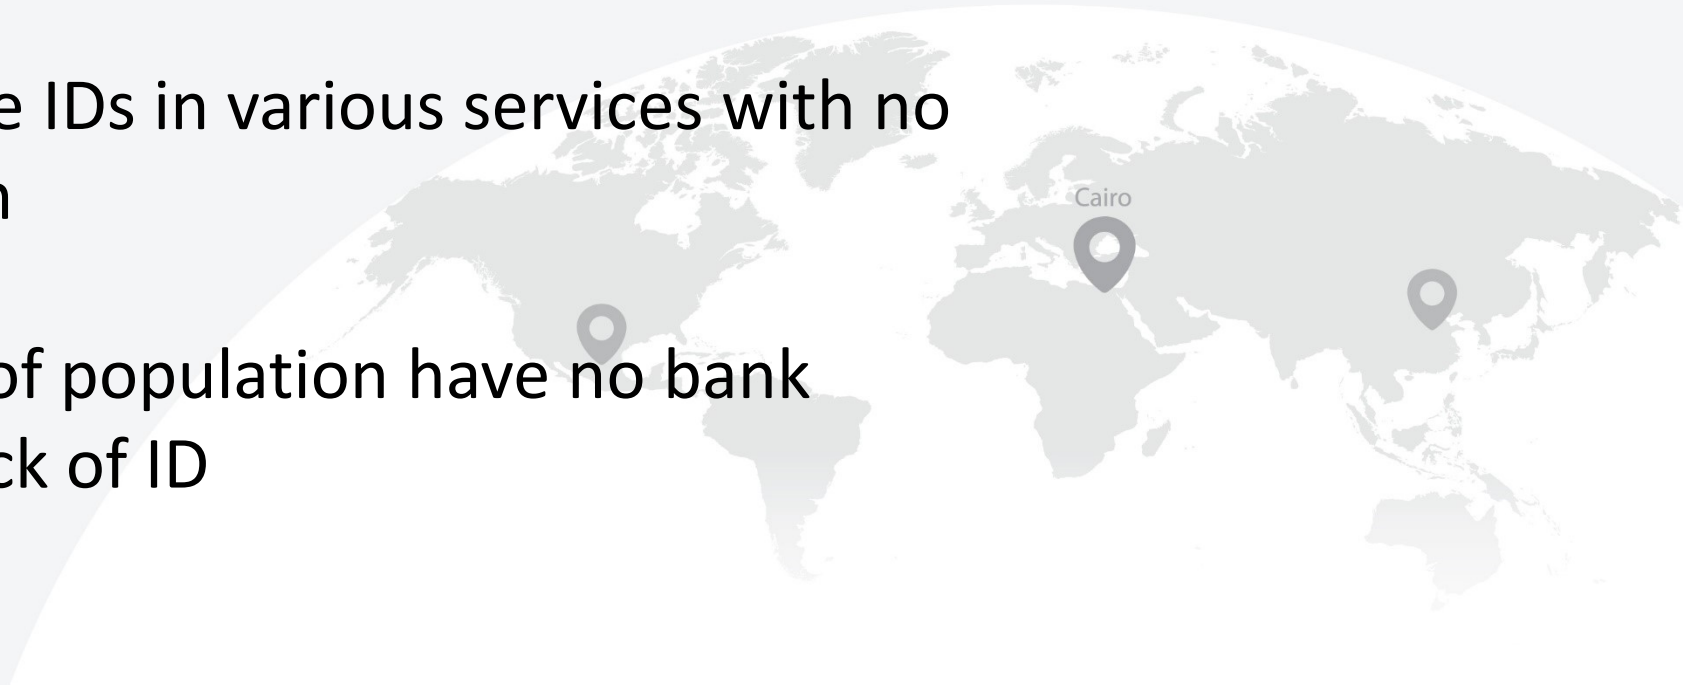 e IDs in various services with no
n
Cairo
of population have no bank
ck of ID